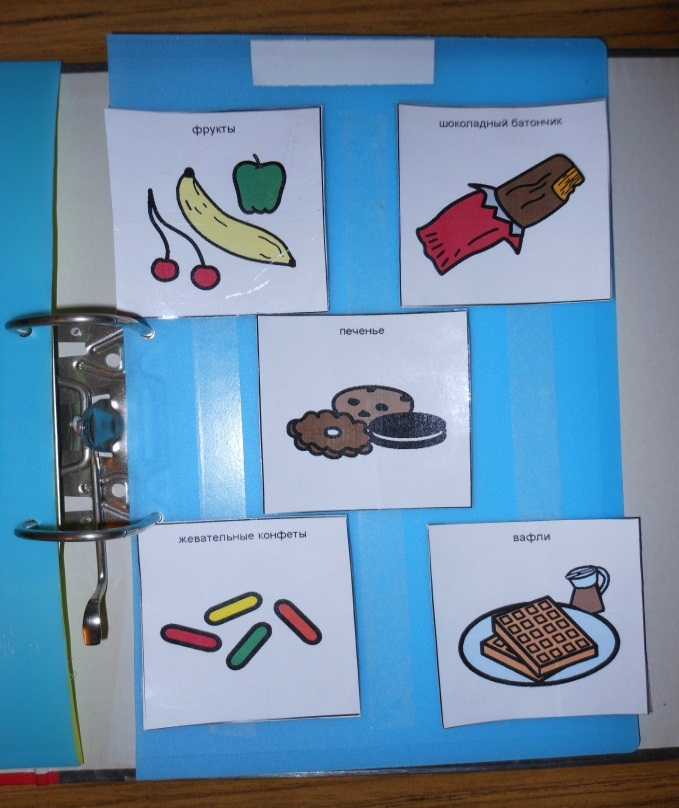 фрукты
шоколадный батончик
печенье
жевательные конфеты
вафли